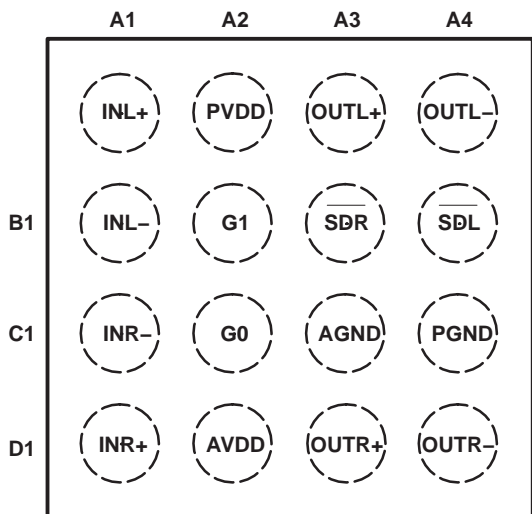 A1 A2 A3 A4
INL+ PVDD OUTL+ OUTL–
B1 INL– G1 SDR SDL
C1 INR– G0 AGND PGND
D1 INR+ AVDD OUTR+ OUTR–